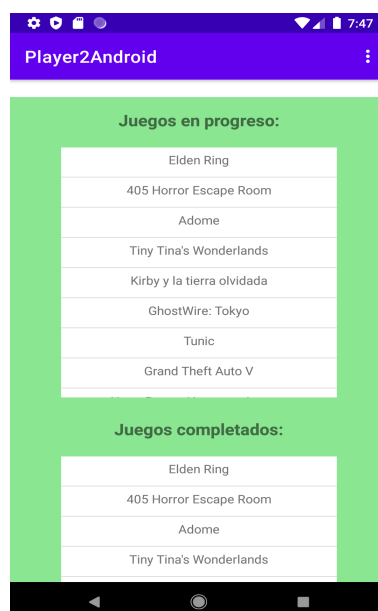 7:47
Player2Android
Juegos en progreso:
Elden Ring
405 Horror Escape Room
Adome
Tiny Tina's Wonderlands
Kirby y la tierra olvidada
GhostWire: Tokyo
Tunic
Grand Theft Auto V
Juegos completados:
Elden Ring
405 Horror Escape Room
Adome
Tiny Tina's Wonderlands